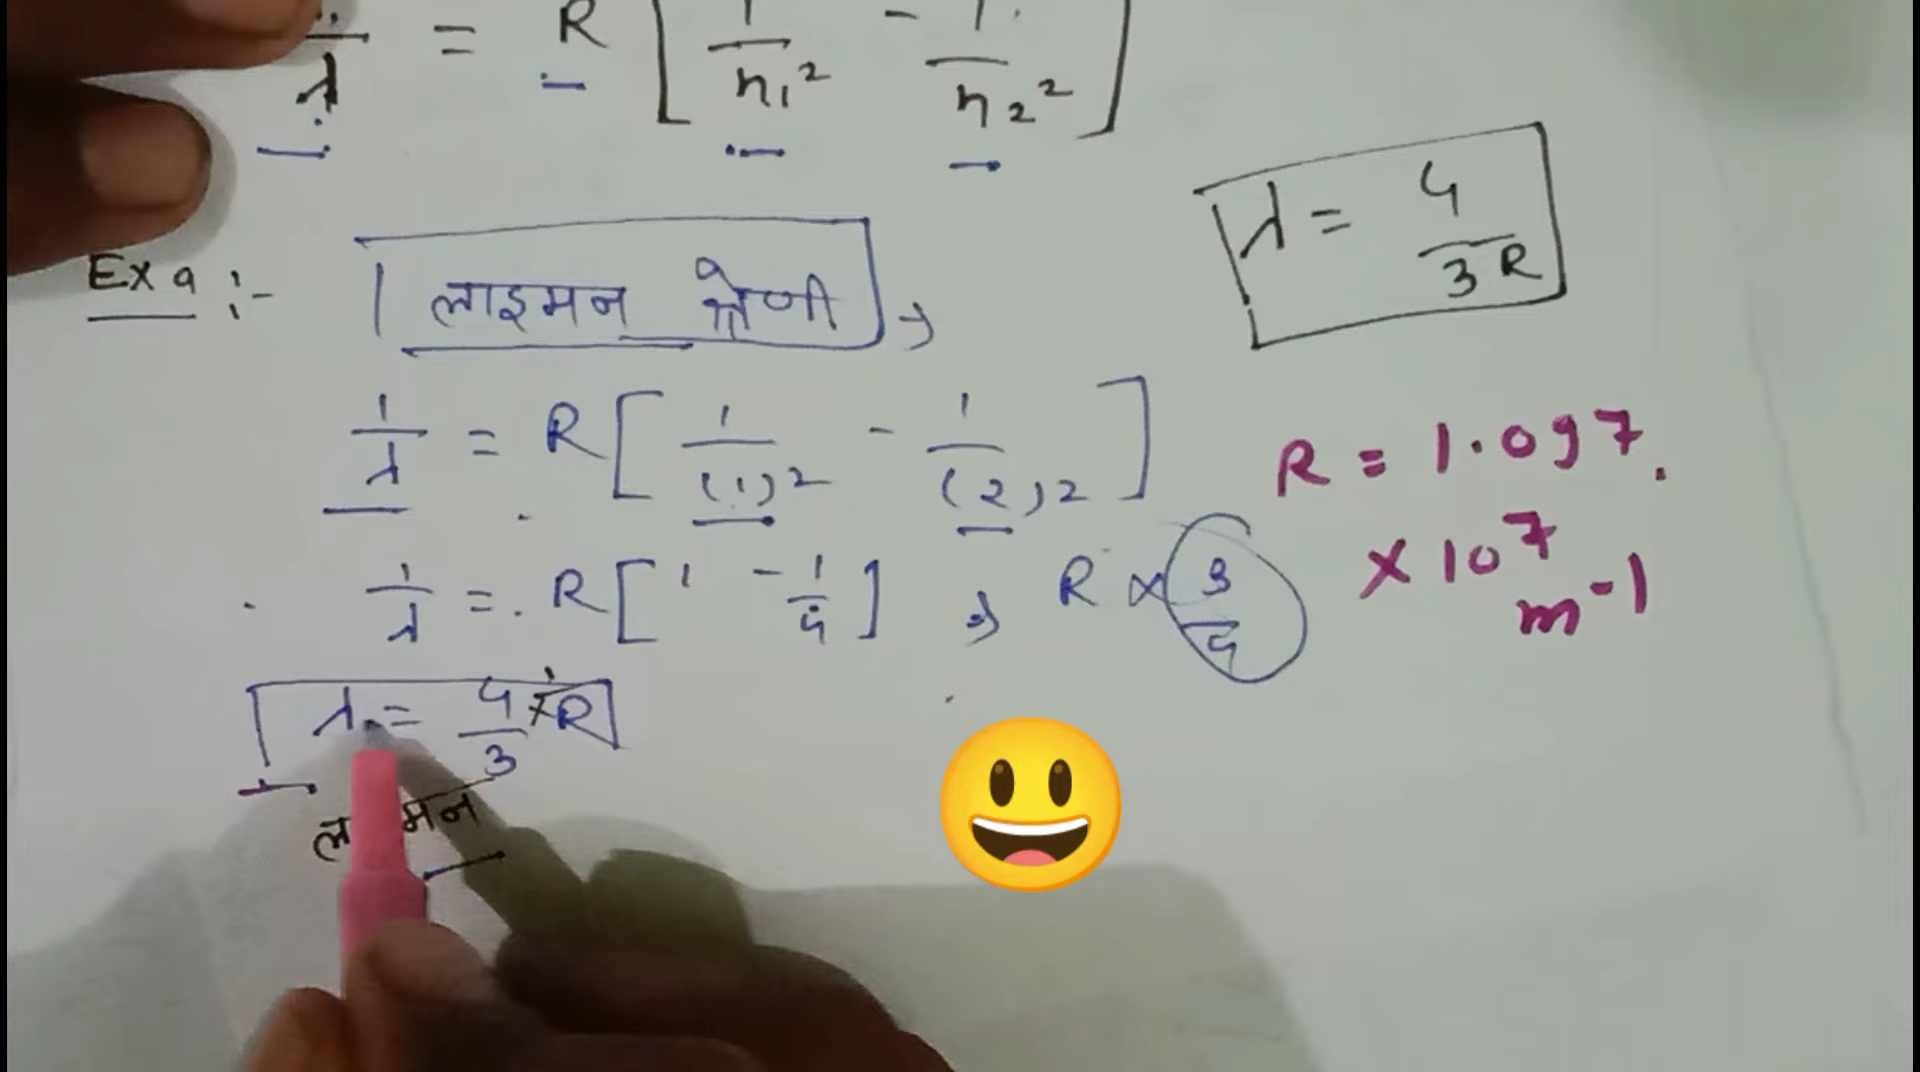 1/λ = R [ 1/n₁² - 1/n₂² ]
λ = 4/3R
Exa :-
लाइमन श्रेणी →
1/λ = R [ 1/(1)² - 1/(2)² ]
R = 1.097
× 10⁷
m⁻¹
1/λ = R [ 1 - 1/4 ] ⇒ R × 3/4
λ = 4/3 × R